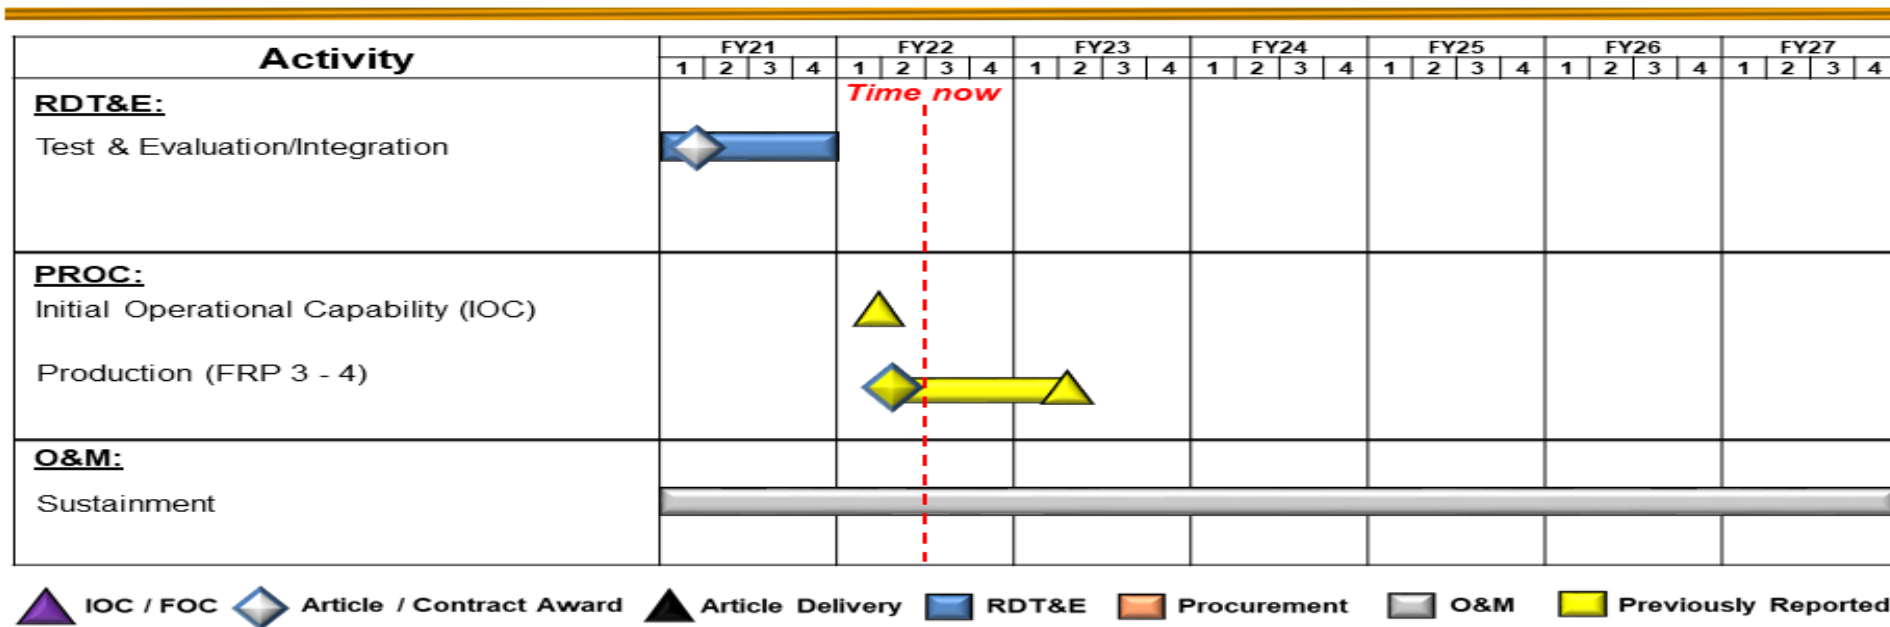 Activity FY21 FY22 FY23 FY24 FY25 FY26 FY27
1 2 3 4 1 2 3 4 1 2 3 4 1 2 3 4 1 2 3 4 1 2 3 4 1 2 3 4
Time now
RDT&E:
Test & Evaluation/Integration
PROC:
Initial Operational Capability (IOC)
Production (FRP 3 - 4)
O&M:
Sustainment
IOC / FOC Article / Contract Award Article Delivery RDT&E Procurement O&M Previously Reported